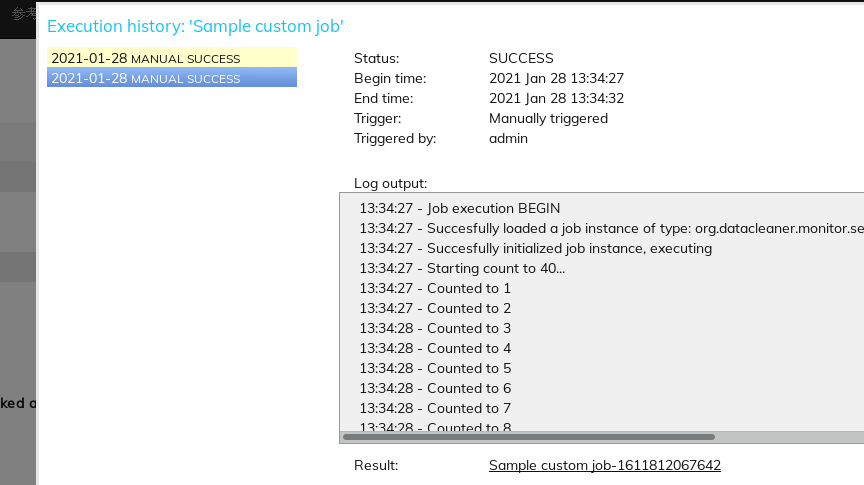 参考
Execution history: 'Sample custom job'
2021-01-28 MANUAL SUCCESS
2021-01-28 MANUAL SUCCESS
Status: SUCCESS
Begin time: 2021 Jan 28 13:34:27
End time: 2021 Jan 28 13:34:32
Trigger: Manually triggered
Triggered by: admin
Log output:
13:34:27 - Job execution BEGIN
13:34:27 - Succesfully loaded a job instance of type: org.datacleaner.monitor.se
13:34:27 - Succesfully initialized job instance, executing
13:34:27 - Starting count to 40...
13:34:27 - Counted to 1
13:34:27 - Counted to 2
13:34:28 - Counted to 3
13:34:28 - Counted to 4
13:34:28 - Counted to 5
13:34:28 - Counted to 6
13:34:28 - Counted to 7
13:34:28 - Counted to 8
ked a
Result: Sample custom job-1611812067642